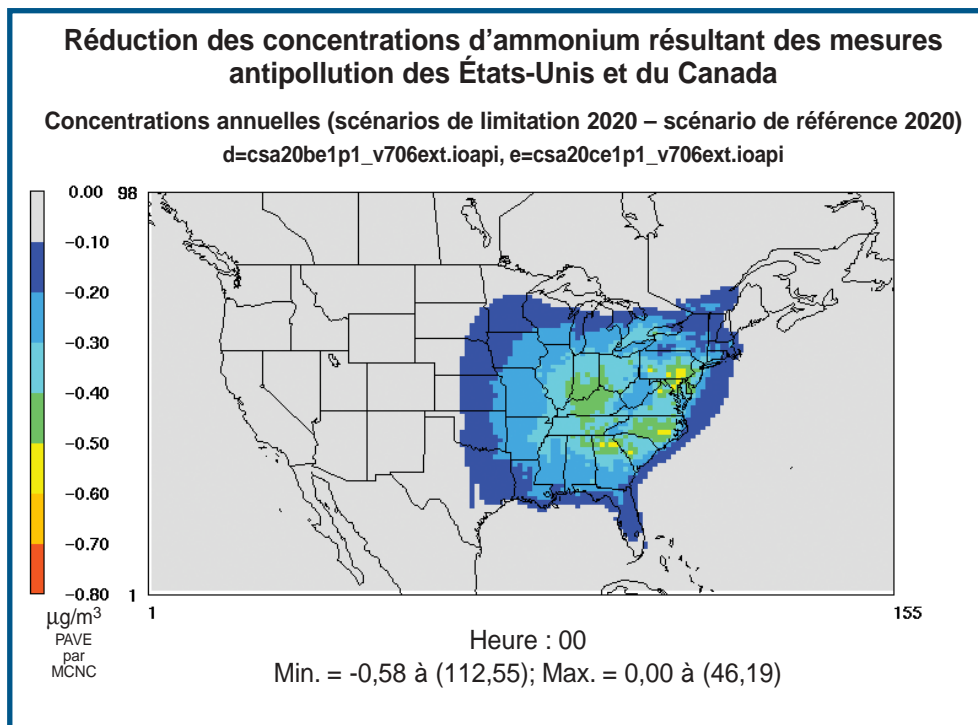 Réduction des concentrations d'ammonium résultant des mesures
antipollution des États-Unis et du Canada
Concentrations annuelles (scénarios de limitation 2020 – scénario de référence 2020)
d=csa20be1p1_v706ext.ioapi, e=csa20ce1p1_v706ext.ioapi
0.00 98
−0.10
−0.20
−0.30
−0.40
−0.50
−0.60
−0.70
−0.80 1
1 155
µg/m³
PAVE
par
MCNC
Heure : 00
Min. = -0,58 à (112,55); Max. = 0,00 à (46,19)